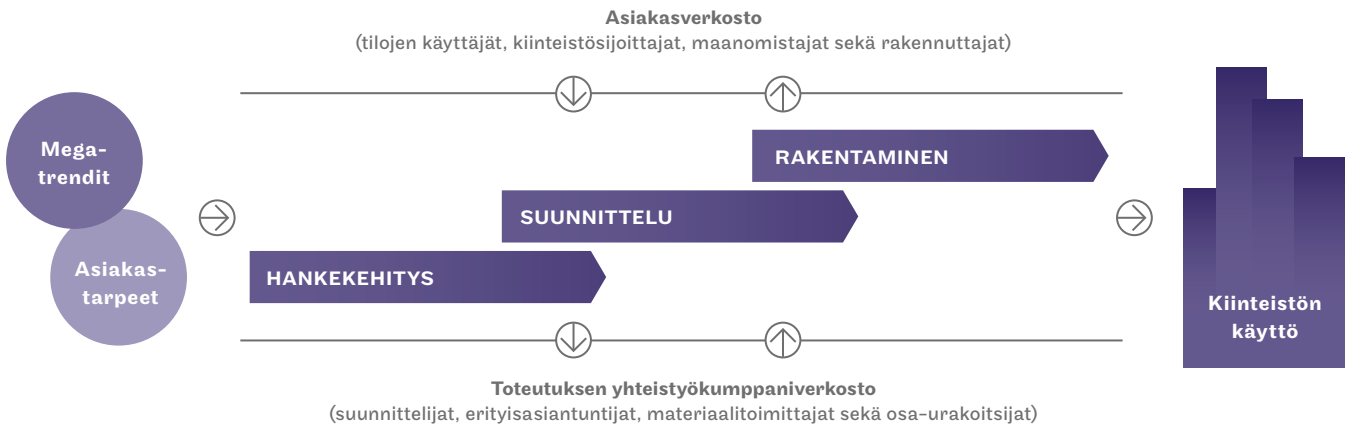 Asiakasverkosto
(tilojen käyttäjät, kiinteistösijoittajat, maanomistajat sekä rakennuttajat)
Mega-
trendit
Asiakas-
tarpeet
RAKENTAMINEN
SUUNNITTELU
HANKEKEHITYS
Kiinteistön
käyttö
Toteutuksen yhteistyökumppaniverkosto
(suunnittelijat, erityisasiantuntijat, materiaalitoimittajat sekä osa-urakoitsijat)